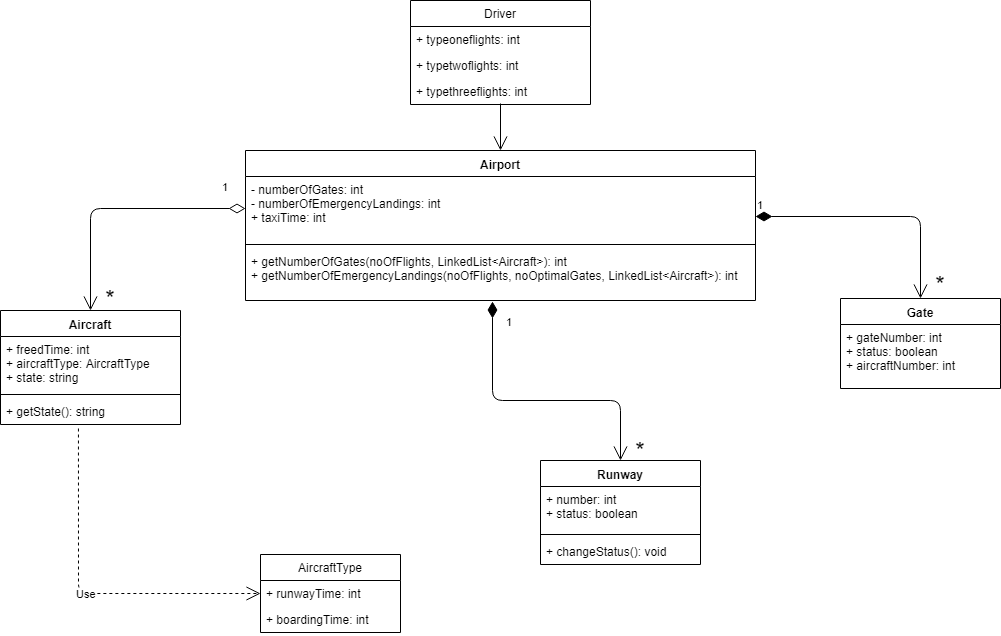 Driver
+ typeoneflights: int
+ typetwoflights: int
+ typethreeflights: int
Airport
- numberOfGates: int
- numberOfEmergencyLandings: int
+ taxiTime: int
+ getNumberOfGates(noOfFlights, LinkedList<Aircraft>): int
+ getNumberOfEmergencyLandings(noOfFlights, noOptimalGates, LinkedList<Aircraft>): int
1
1
1
*
*
*
Aircraft
+ freedTime: int
+ aircraftType: AircraftType
+ state: string
+ getState(): string
Gate
+ gateNumber: int
+ status: boolean
+ aircraftNumber: int
Runway
+ number: int
+ status: boolean
+ changeStatus(): void
Use
AircraftType
+ runwayTime: int
+ boardingTime: int